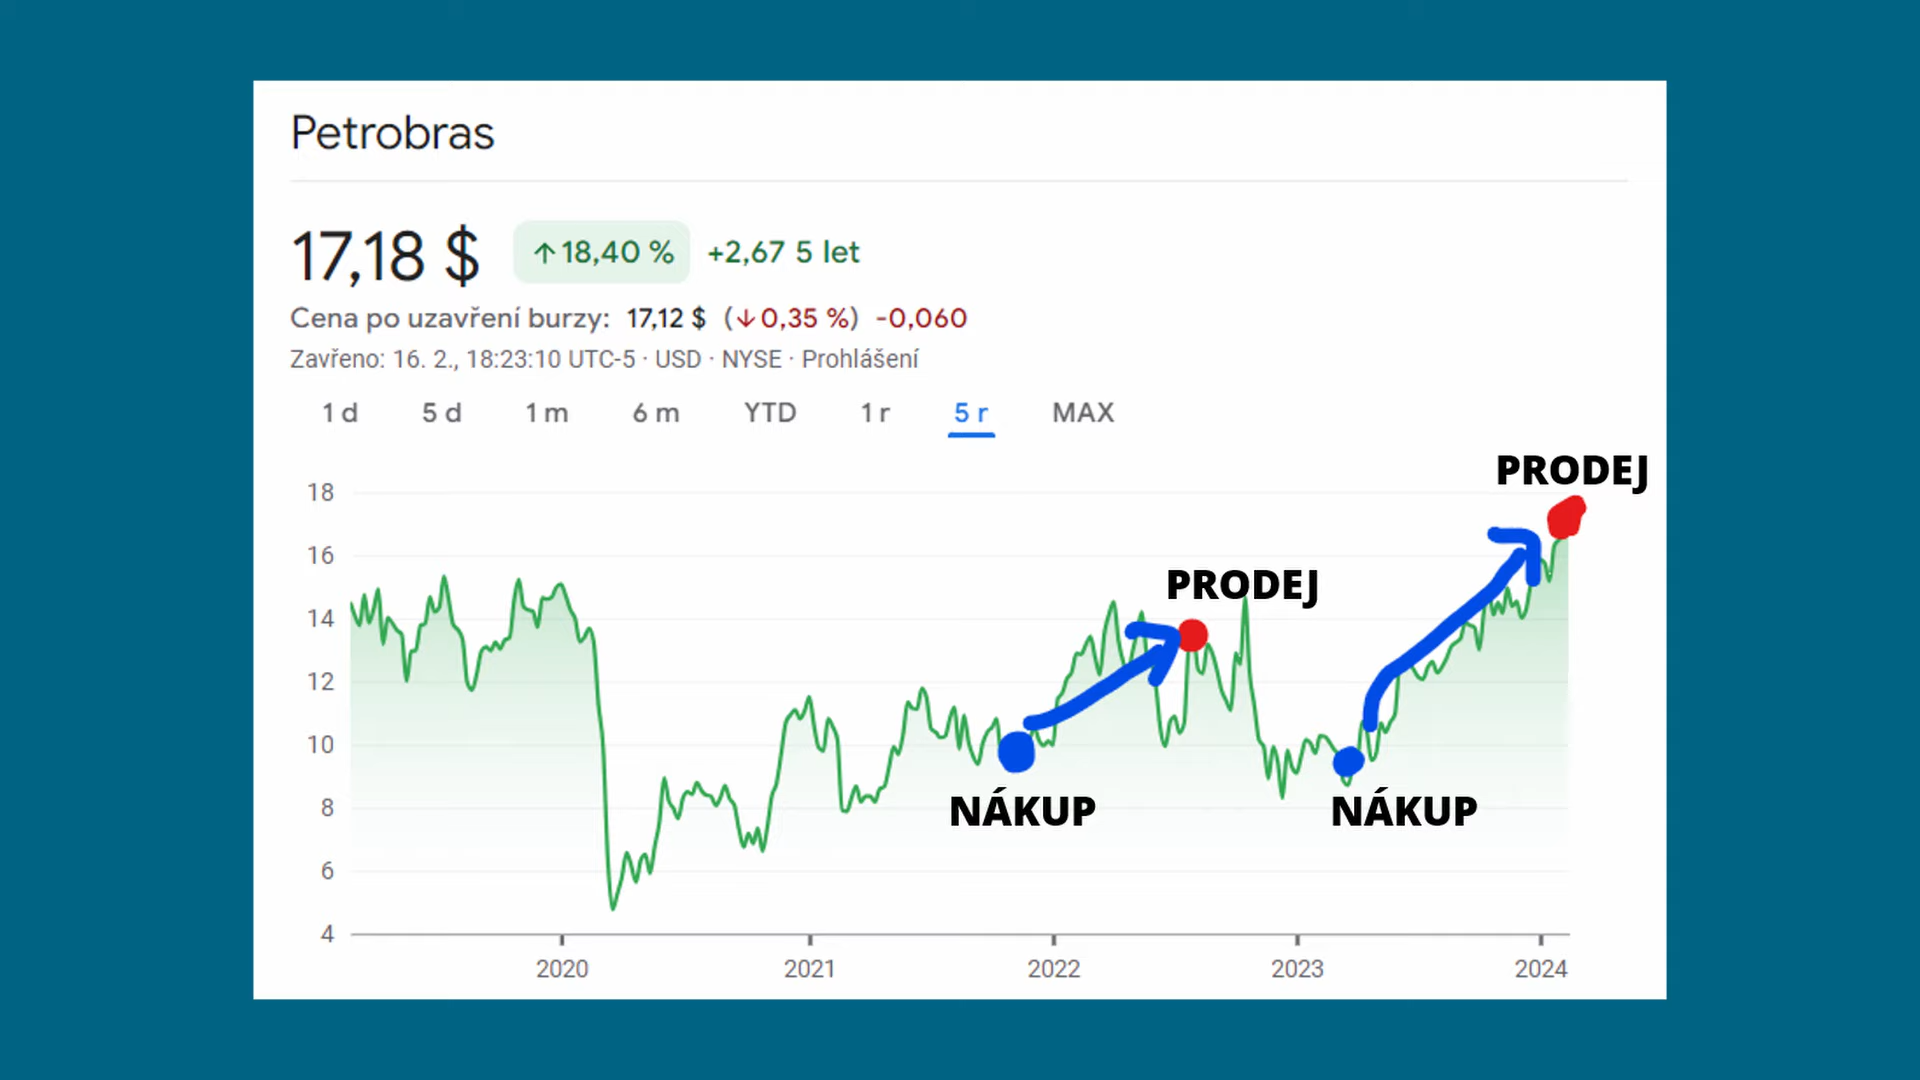 Petrobras
17,18 $ ↑18,40 % +2,67 5 let
Cena po uzavření burzy: 17,12 $ (↓0,35 %) -0,060
Zavřeno: 16. 2., 18:23:10 UTC-5 · USD · NYSE · Prohlášení
1 d 5 d 1 m 6 m YTD 1 r 5 r MAX
PRODEJ
18
16
PRODEJ
14
12
10
NÁKUP NÁKUP
8
6
4
2020 2021 2022 2023 2024